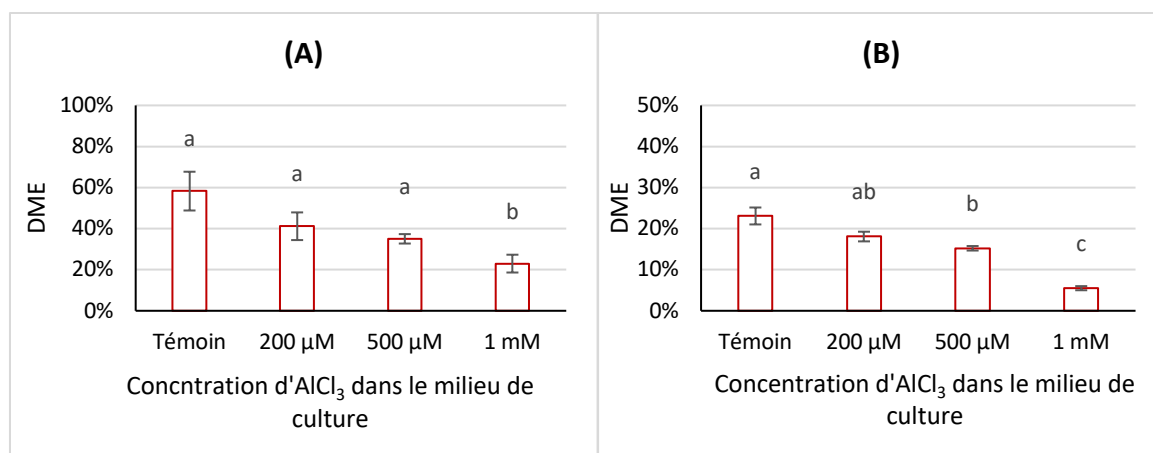 (A)
100%
80%
60%
40%
20%
0%
DME
a
a
a
b
Témoin 200 µM 500 µM 1 mM
Concntration d'AlCl₃ dans le milieu de
culture
(B)
50%
40%
30%
20%
10%
0%
DME
a
ab
b
c
Témoin 200 µM 500 µM 1 mM
Concentration d'AlCl₃ dans le milieu de
culture